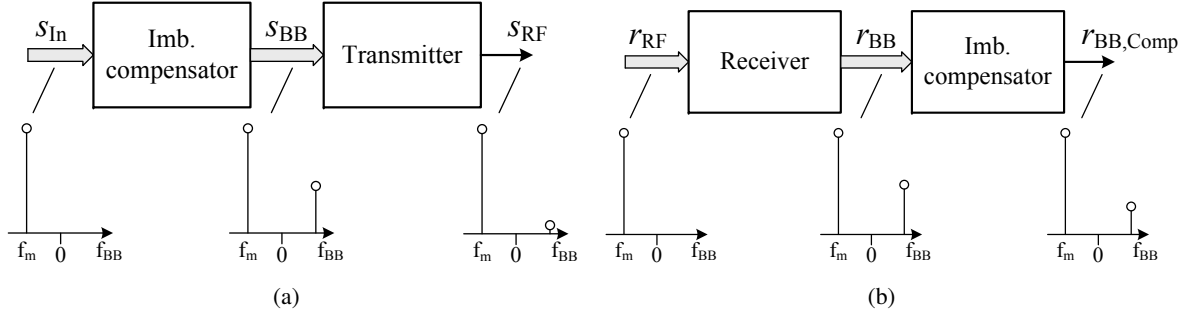 s_In
Imb.
compensator
s_BB
Transmitter
s_RF
f_m 0 f_BB
f_m 0 f_BB
f_m 0 f_BB
(a)
r_RF
Receiver
r_BB
Imb.
compensator
r_BB,Comp
f_m 0 f_BB
f_m 0 f_BB
f_m 0 f_BB
(b)